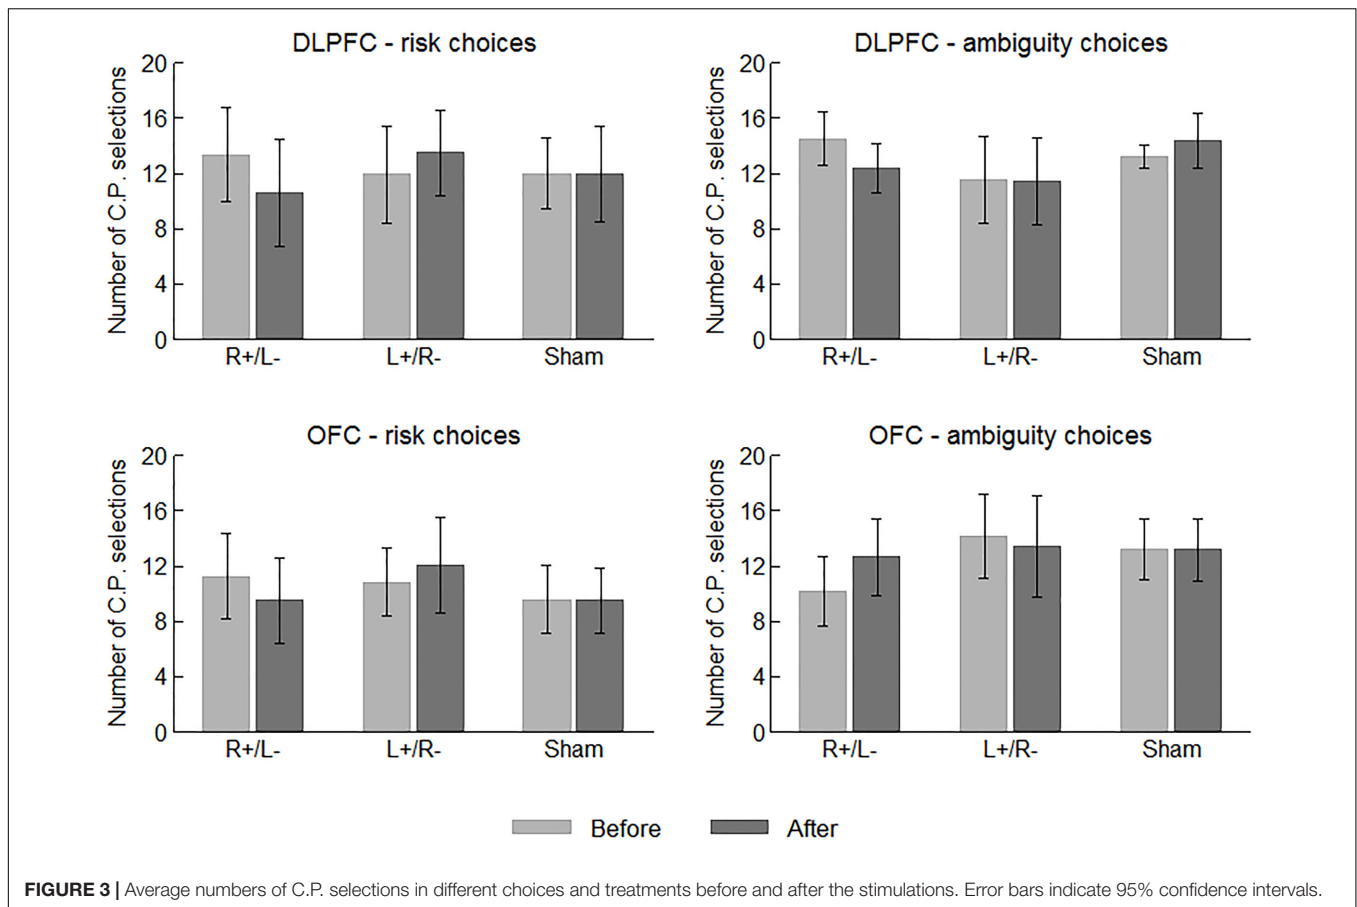 DLPFC - risk choices
Number of C.P. selections
20
16
12
8
4
0
R+/L-
L+/R-
Sham
DLPFC - ambiguity choices
Number of C.P. selections
20
16
12
8
4
0
R+/L-
L+/R-
Sham
OFC - risk choices
Number of C.P. selections
20
16
12
8
4
0
R+/L-
L+/R-
Sham
OFC - ambiguity choices
Number of C.P. selections
20
16
12
8
4
0
R+/L-
L+/R-
Sham
Before
After
FIGURE 3 | Average numbers of C.P. selections in different choices and treatments before and after the stimulations. Error bars indicate 95% confidence intervals.